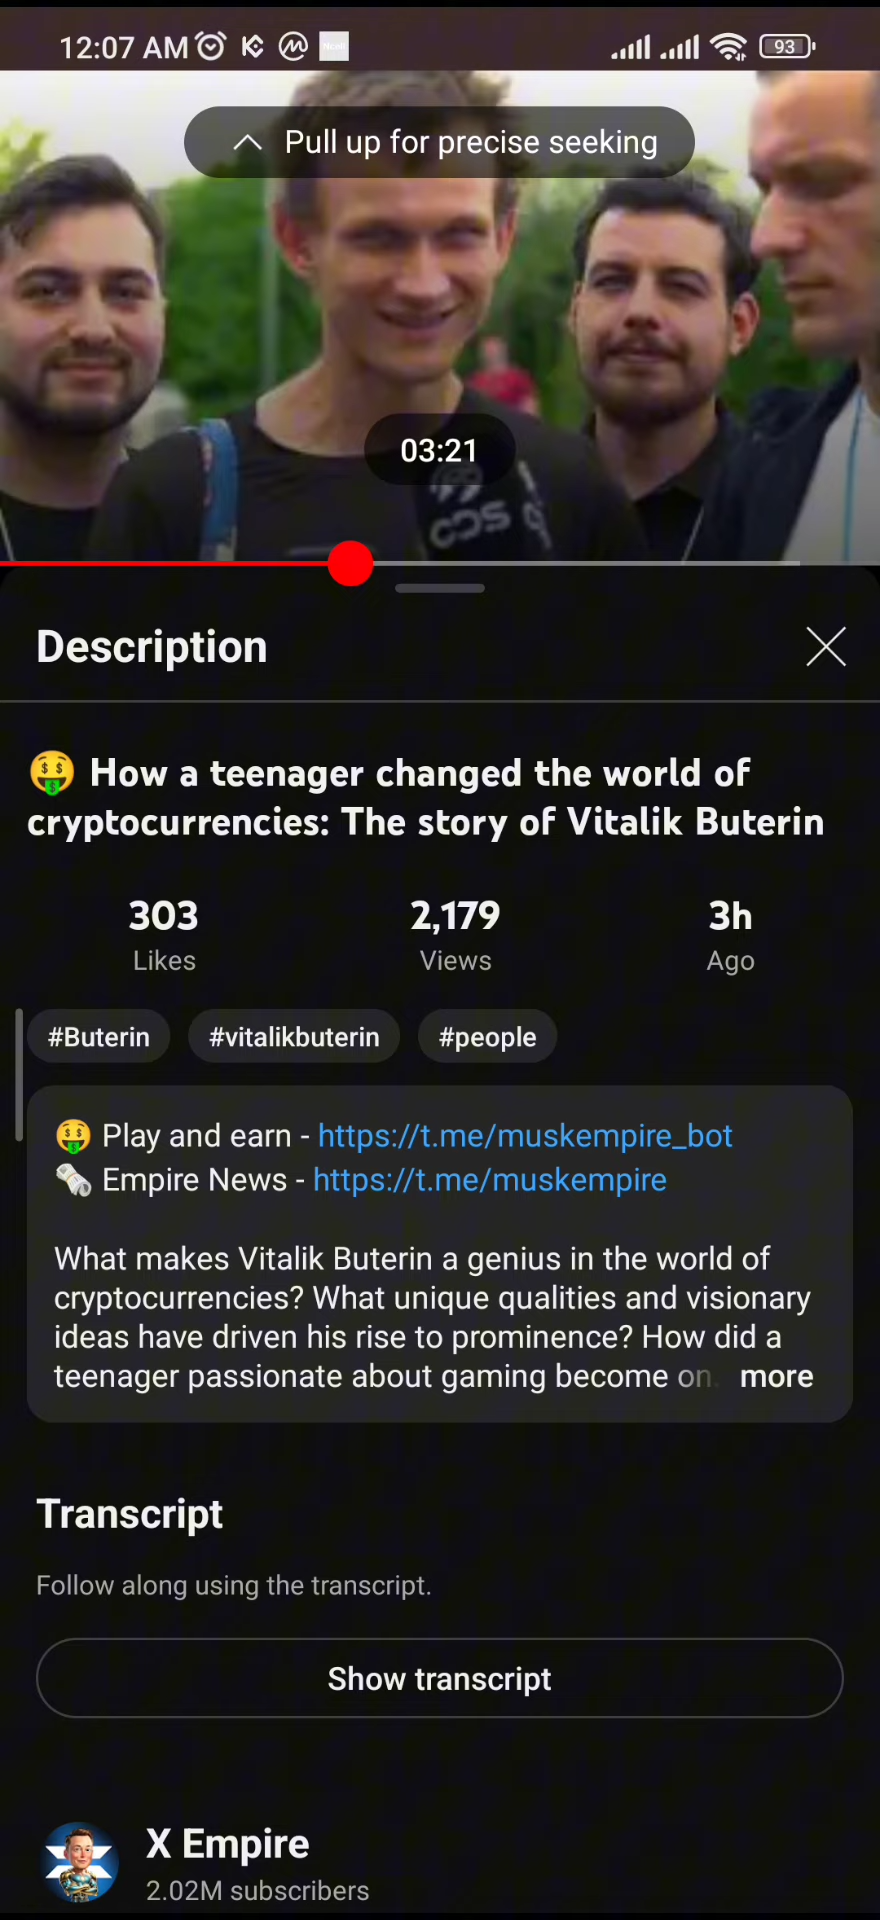 12:07 AM
Ncell
93
Pull up for precise seeking
03:21
cos
Description
🤑 How a teenager changed the world of
cryptocurrencies: The story of Vitalik Buterin
303
2,179
3h
Likes
Views
Ago
#Buterin
#vitalikbuterin
#people
🤑 Play and earn - https://t.me/muskempire_bot
🗞️ Empire News - https://t.me/muskempire
What makes Vitalik Buterin a genius in the world of
cryptocurrencies? What unique qualities and visionary
ideas have driven his rise to prominence? How did a
teenager passionate about gaming become on. more
Transcript
Follow along using the transcript.
Show transcript
X Empire
2.02M subscribers